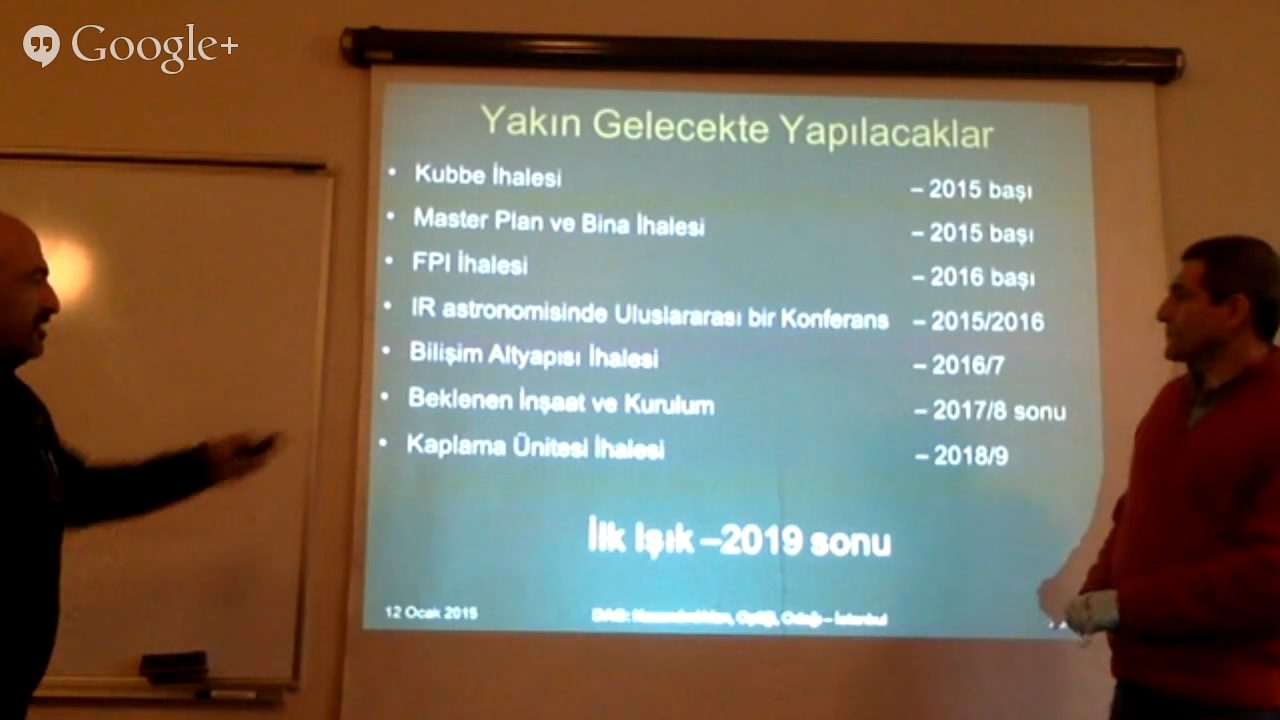 Google+
Yakın Gelecekte Yapılacaklar
• Kubbe İhalesi – 2015 başı
• Master Plan ve Bina İhalesi – 2015 başı
• FPI İhalesi – 2016 başı
• IR astronomisinde Uluslararası bir Konferans – 2015/2016
• Bilişim Altyapısı İhalesi – 2016/7
• Beklenen İnşaat ve Kurulum – 2017/8 sonu
• Kaplama Ünitesi İhalesi – 2018/9
İlk Işık –2019 sonu
12 Ocak 2015
Optiği, – İstanbul